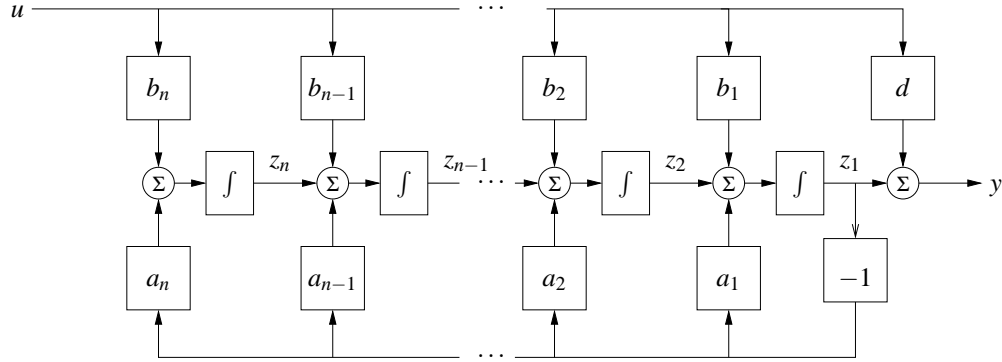 u ⋯
b_n b_{n−1} b_2 b_1 d
Σ ∫ z_n Σ ∫ z_{n−1} ⋯ Σ ∫ z_2 Σ ∫ z_1 Σ y
a_n a_{n−1} a_2 a_1 −1
⋯